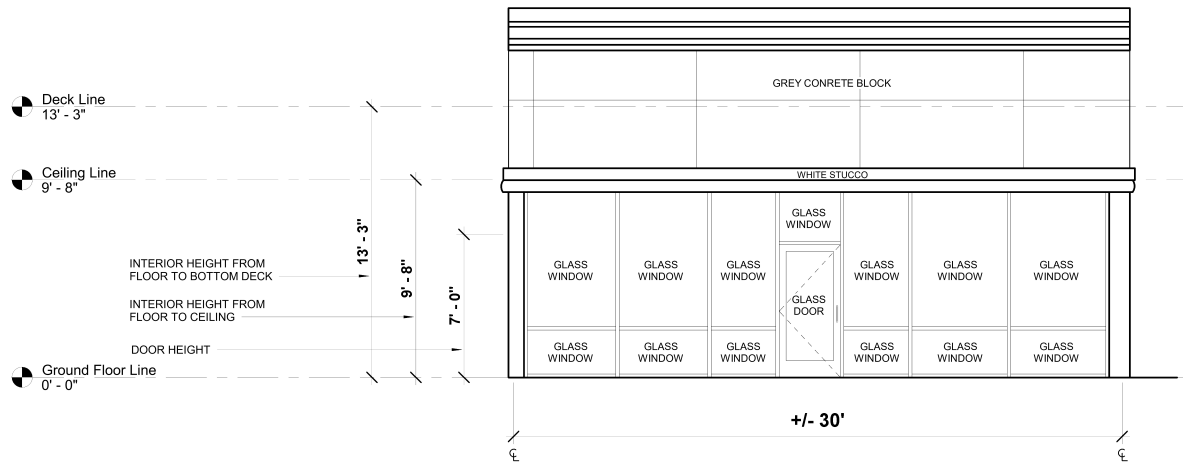 GREY CONRETE BLOCK
Deck Line
13' - 3"
Ceiling Line
9' - 8"
WHITE STUCCO
GLASS
WINDOW
13' - 3"
9' - 8"
7' - 0"
INTERIOR HEIGHT FROM
FLOOR TO BOTTOM DECK
INTERIOR HEIGHT FROM
FLOOR TO CEILING
DOOR HEIGHT
GLASS
WINDOW
GLASS
WINDOW
GLASS
WINDOW
GLASS
DOOR
GLASS
WINDOW
GLASS
WINDOW
GLASS
WINDOW
GLASS
WINDOW
GLASS
WINDOW
GLASS
WINDOW
GLASS
WINDOW
GLASS
WINDOW
GLASS
WINDOW
Ground Floor Line
0' - 0"
+/- 30'
℄
℄